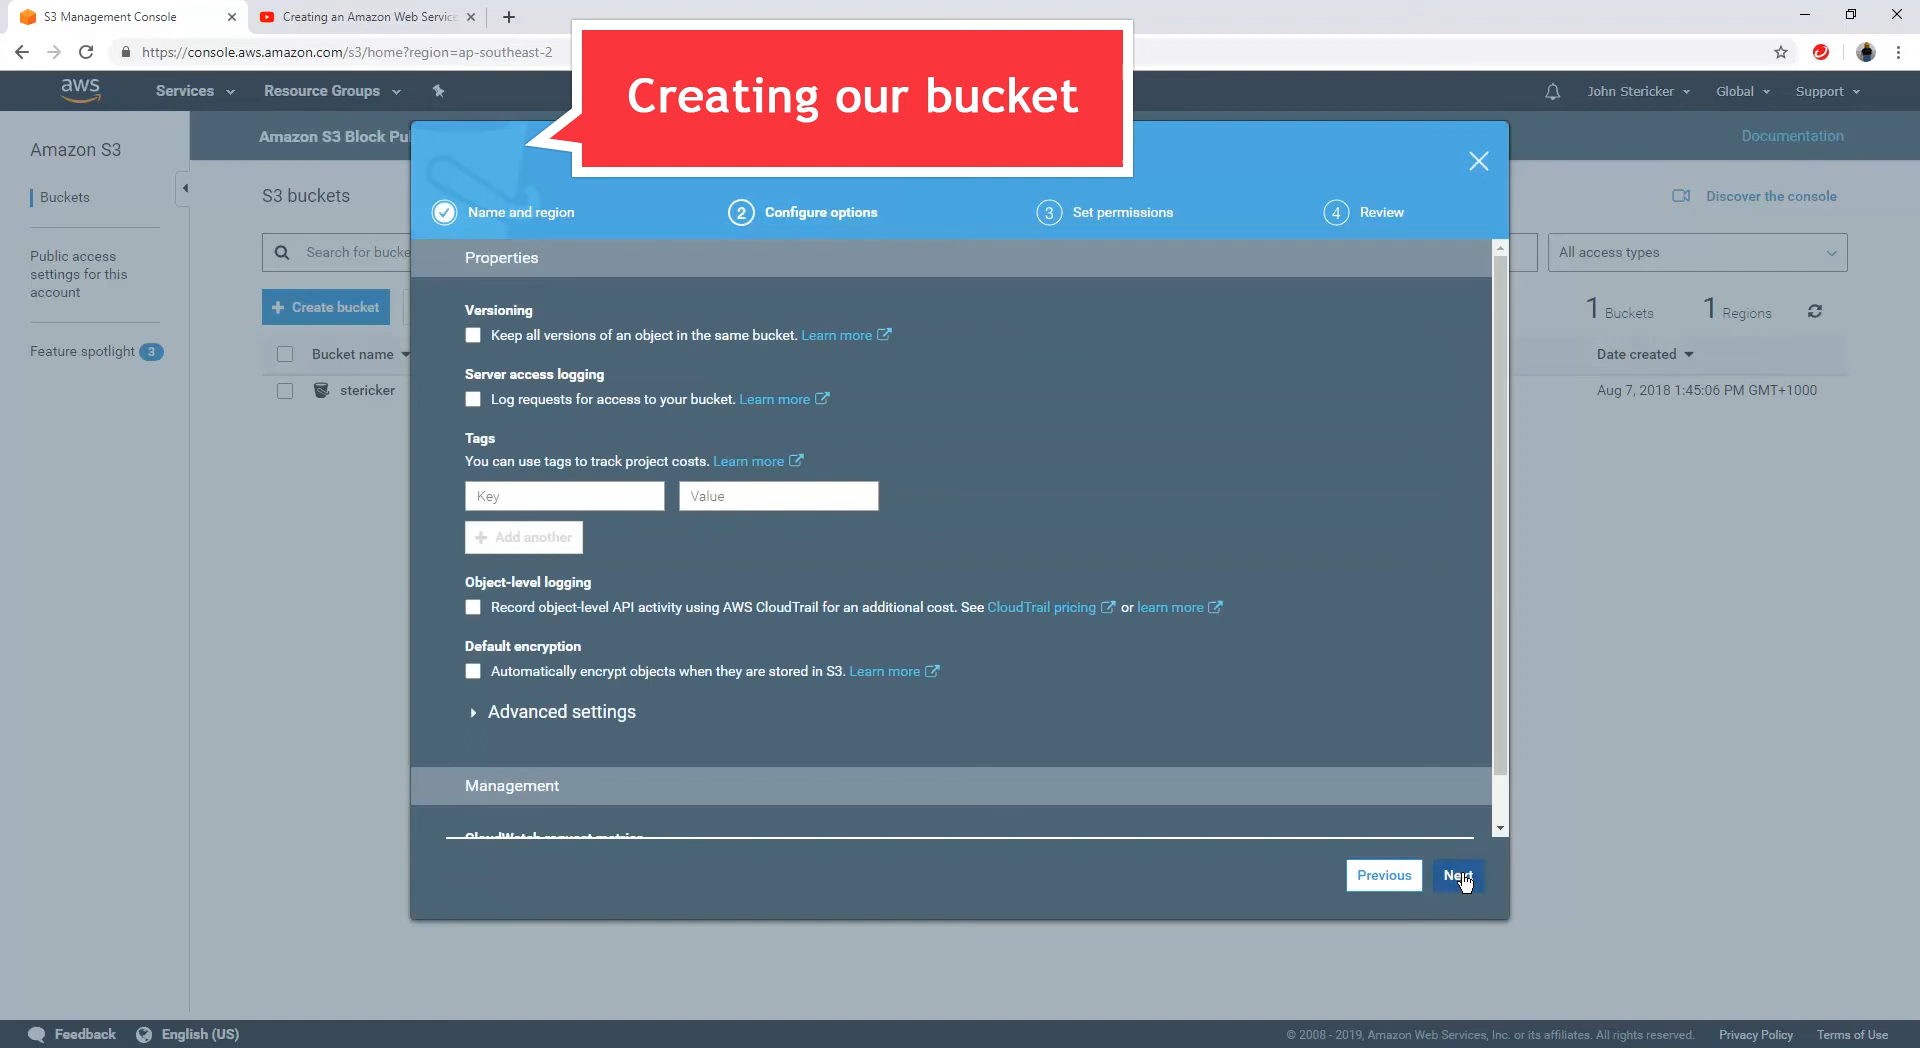 S3 Management Console
Creating an Amazon Web Service
https://console.aws.amazon.com/s3/home?region=ap-southeast-2
Creating our bucket
aws
Services
Resource Groups
John Stericker
Global
Support
Amazon S3
Amazon S3 Block Pu
Documentation
Buckets
S3 buckets
Discover the console
Name and region
2 Configure options
3 Set permissions
4 Review
Public access
settings for this
account
Search for bucke
All access types
Properties
Create bucket
1 Buckets
1 Regions
Versioning
Keep all versions of an object in the same bucket. Learn more
Feature spotlight 3
Bucket name
Date created
Server access logging
Log requests for access to your bucket. Learn more
stericker
Aug 7, 2018 1:45:06 PM GMT+1000
Tags
You can use tags to track project costs. Learn more
Key
Value
Add another
Object-level logging
Record object-level API activity using AWS CloudTrail for an additional cost. See CloudTrail pricing or learn more
Default encryption
Automatically encrypt objects when they are stored in S3. Learn more
Advanced settings
Management
CloudWatch request metrics
Previous
Next
Feedback
English (US)
© 2008 - 2019, Amazon Web Services, Inc. or its affiliates. All rights reserved.
Privacy Policy
Terms of Use